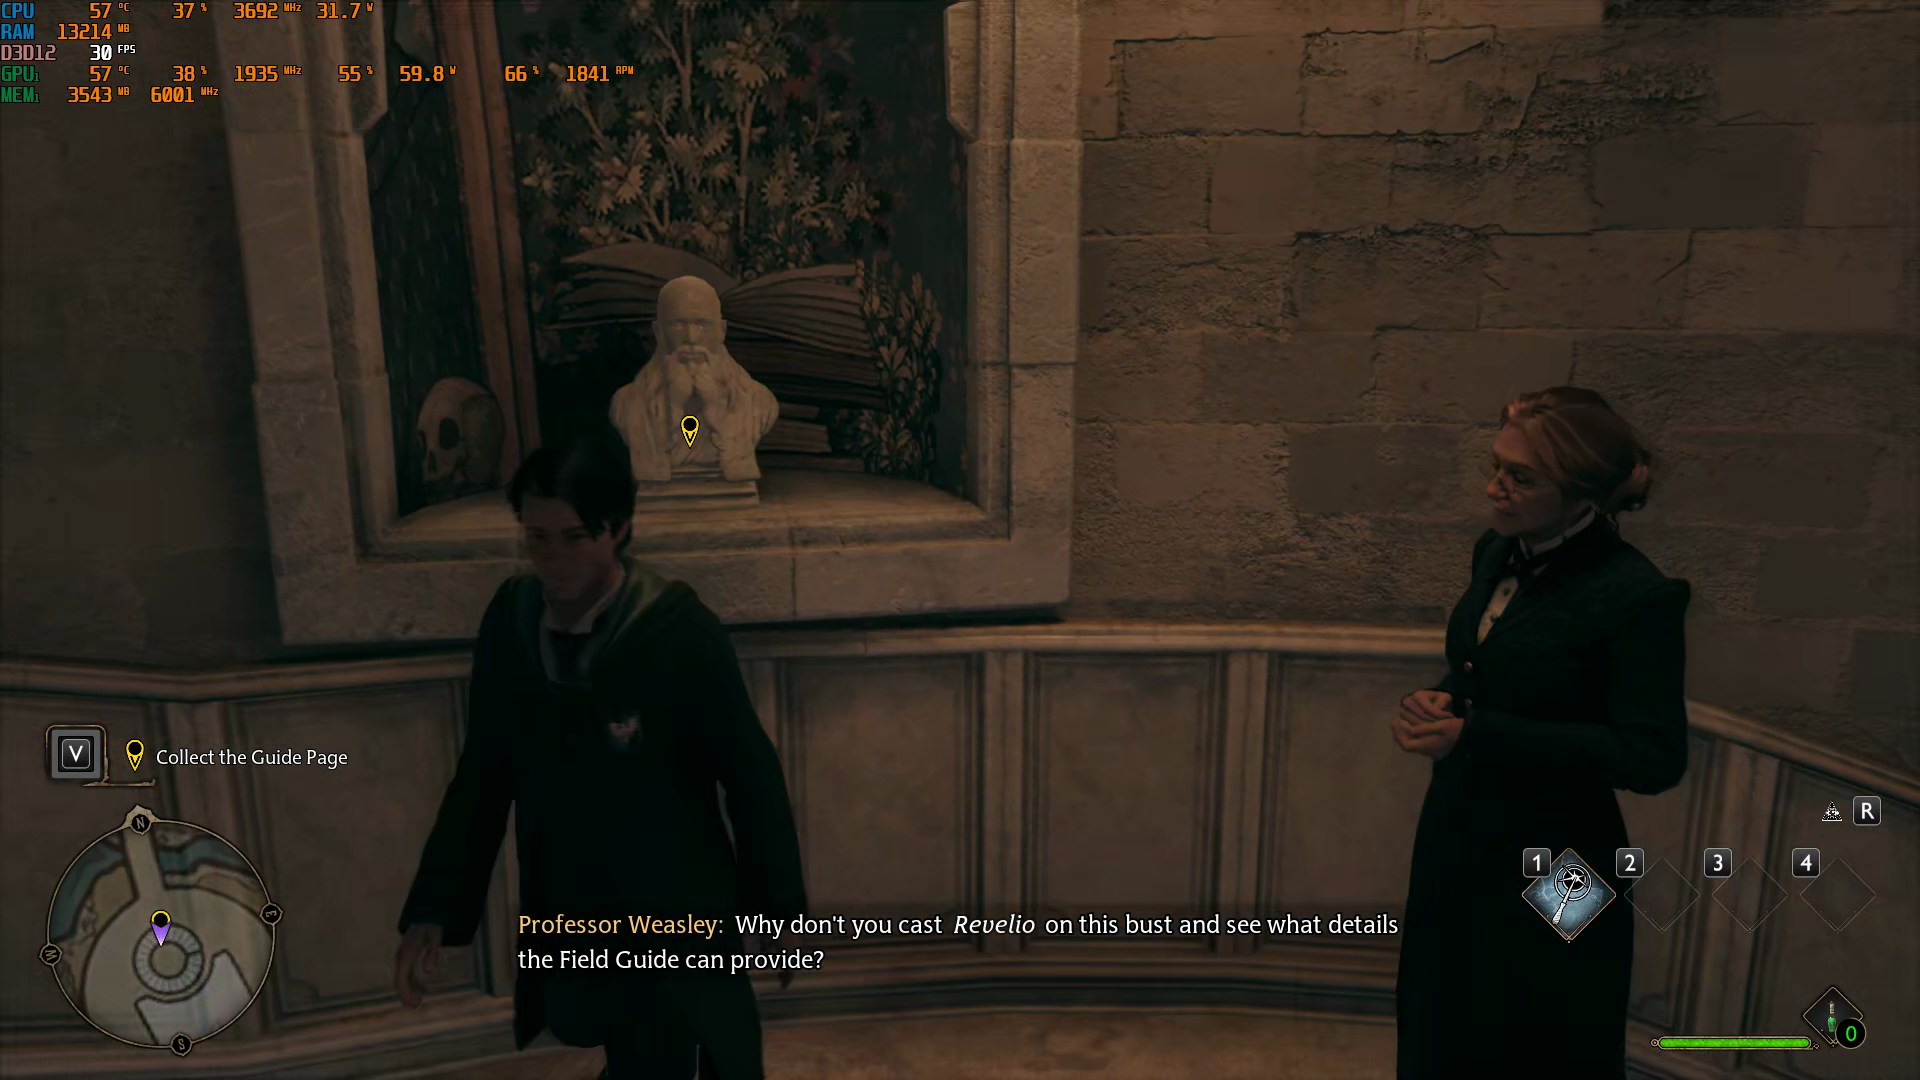 CPU 57 °C 37 % 3692 MHz 31.7 W
RAM 13214 MB
D3D12 30 FPS
GPU1 57 °C 38 % 1935 MHz 55 % 59.8 W 66 % 1841 RPM
MEM1 3543 MB 6001 MHz
V Collect the Guide Page
N
E
W
S
R
1 2 3 4
Professor Weasley: Why don't you cast Revelio on this bust and see what details
the Field Guide can provide?
0